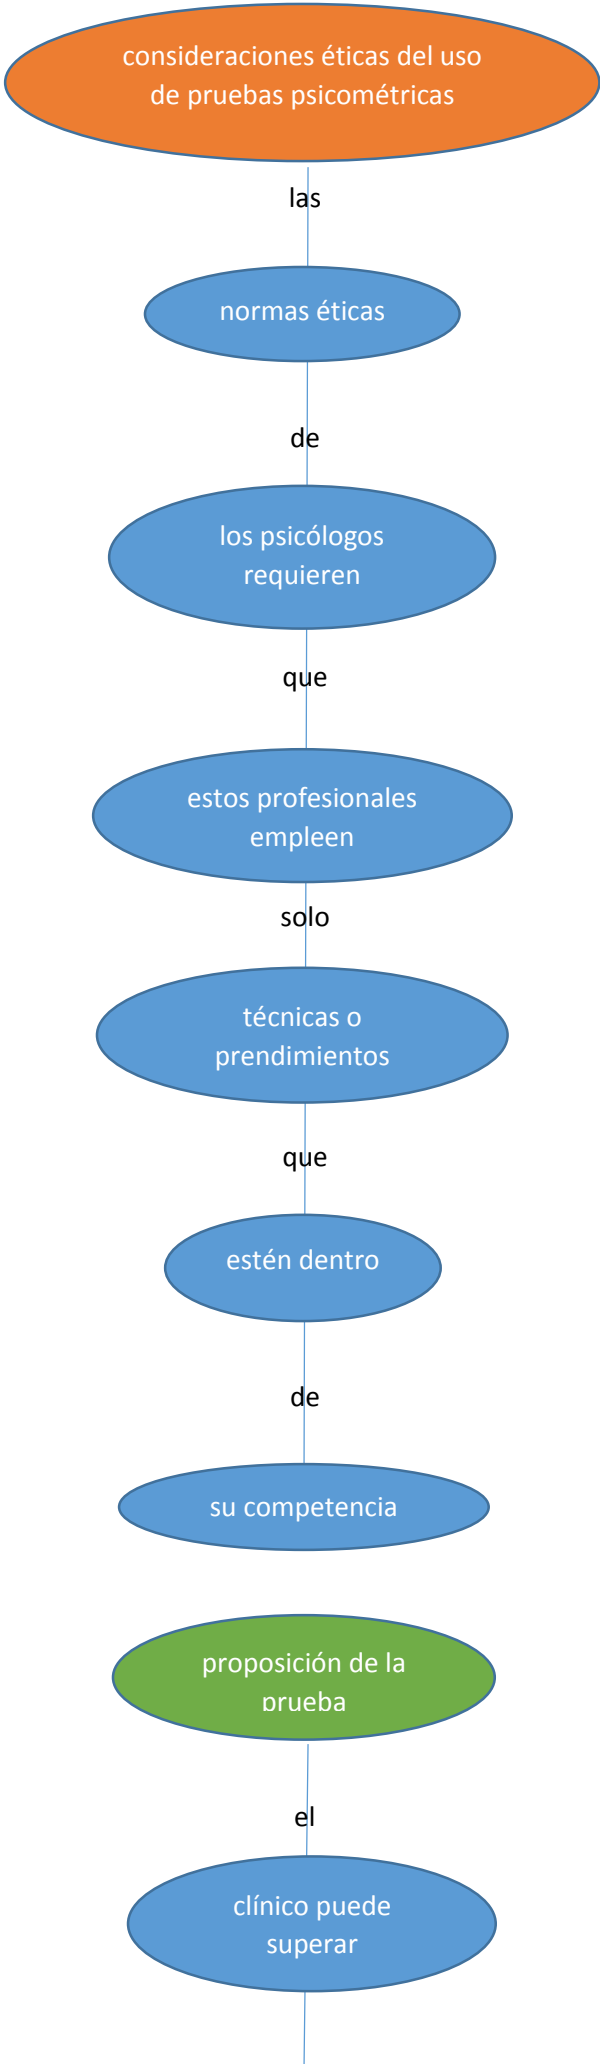 consideraciones éticas del uso
de pruebas psicométricas
las
normas éticas
de
los psicólogos
requieren
que
estos profesionales
empleen
solo
técnicas o
prendimientos
que
estén dentro
de
su competencia
proposición de la
prueba
el
clínico puede
superar